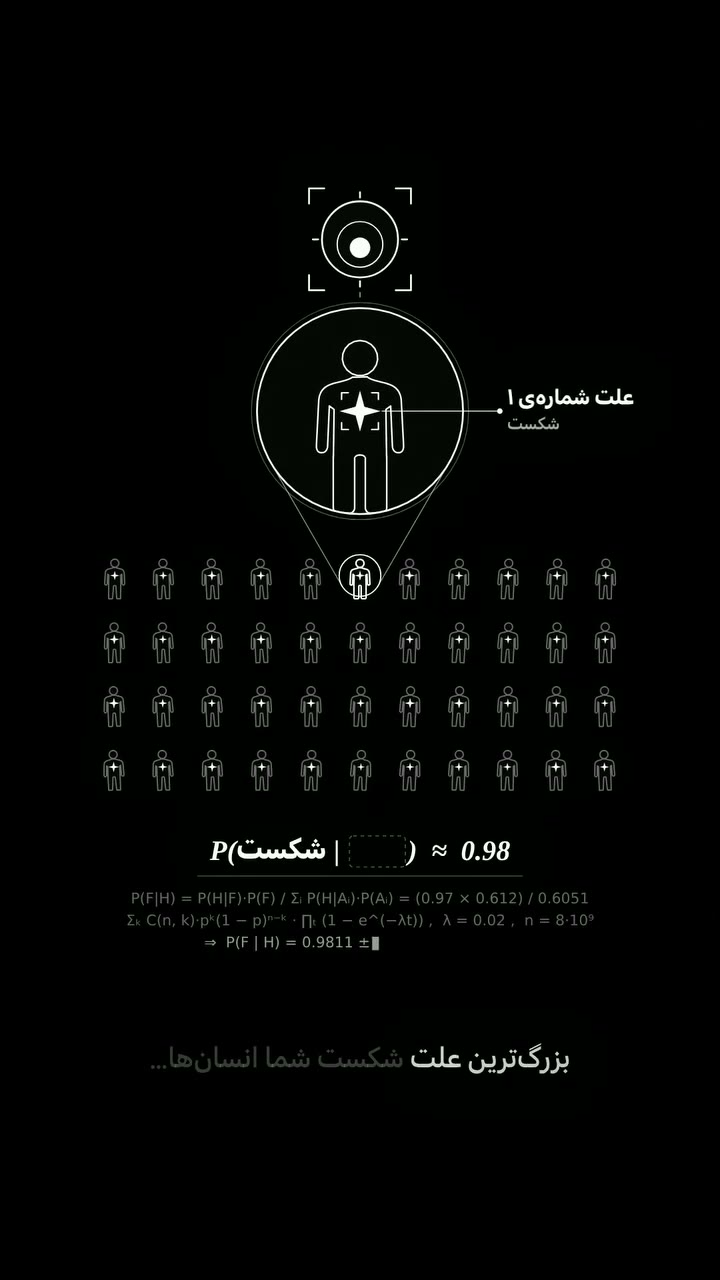 علت شماره‌ی ۱
شکست
P(شکست | ) ≈ 0.98
P(F|H) = P(H|F)·P(F) / Σᵢ P(H|Aᵢ)·P(Aᵢ) = (0.97 × 0.612) / 0.6051
Σₖ C(n, k)·pᵏ(1 − p)ⁿ⁻ᵏ · ∏ₜ (1 − e^(−λt)) , λ = 0.02 , n = 8·10⁹
⇒ P(F | H) = 0.9811 ±
بزرگ‌ترین علت شکست شما انسان‌ها...